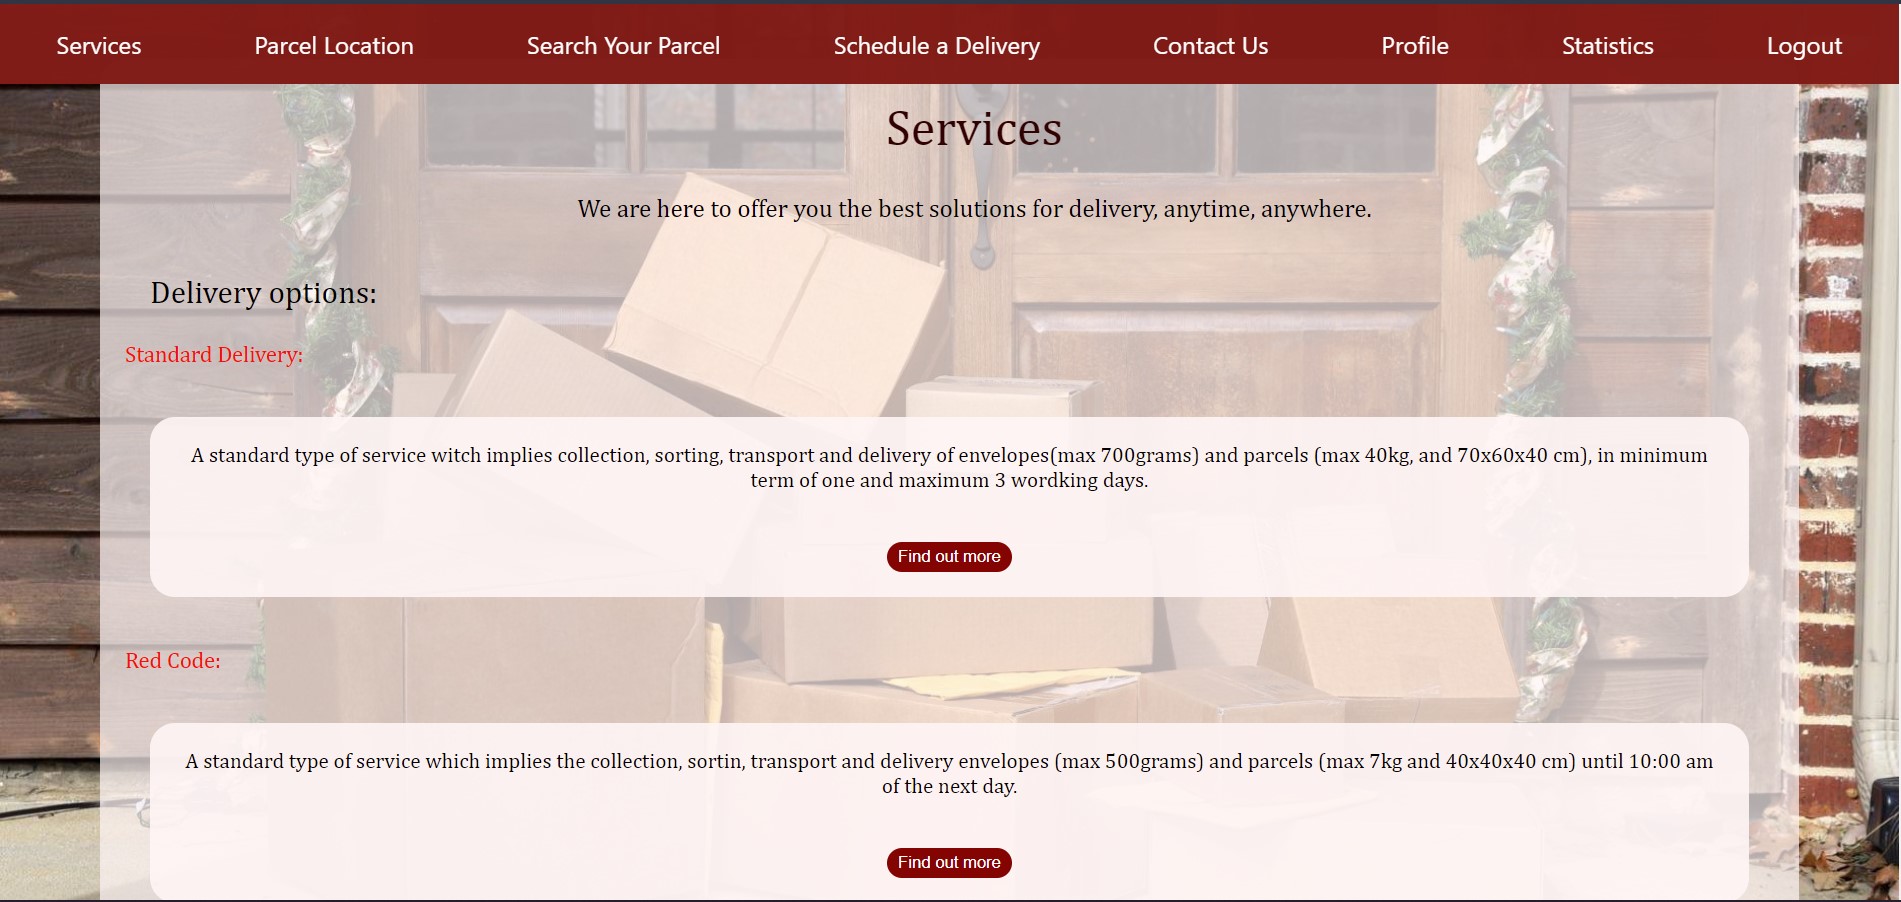 Services Parcel Location Search Your Parcel Schedule a Delivery Contact Us Profile Statistics Logout
Services
We are here to offer you the best solutions for delivery, anytime, anywhere.
Delivery options:
Standard Delivery:
A standard type of service witch implies collection, sorting, transport and delivery of envelopes(max 700grams) and parcels (max 40kg, and 70x60x40 cm), in minimum
term of one and maximum 3 wordking days.
Find out more
Red Code:
A standard type of service which implies the collection, sortin, transport and delivery envelopes (max 500grams) and parcels (max 7kg and 40x40x40 cm) until 10:00 am
of the next day.
Find out more